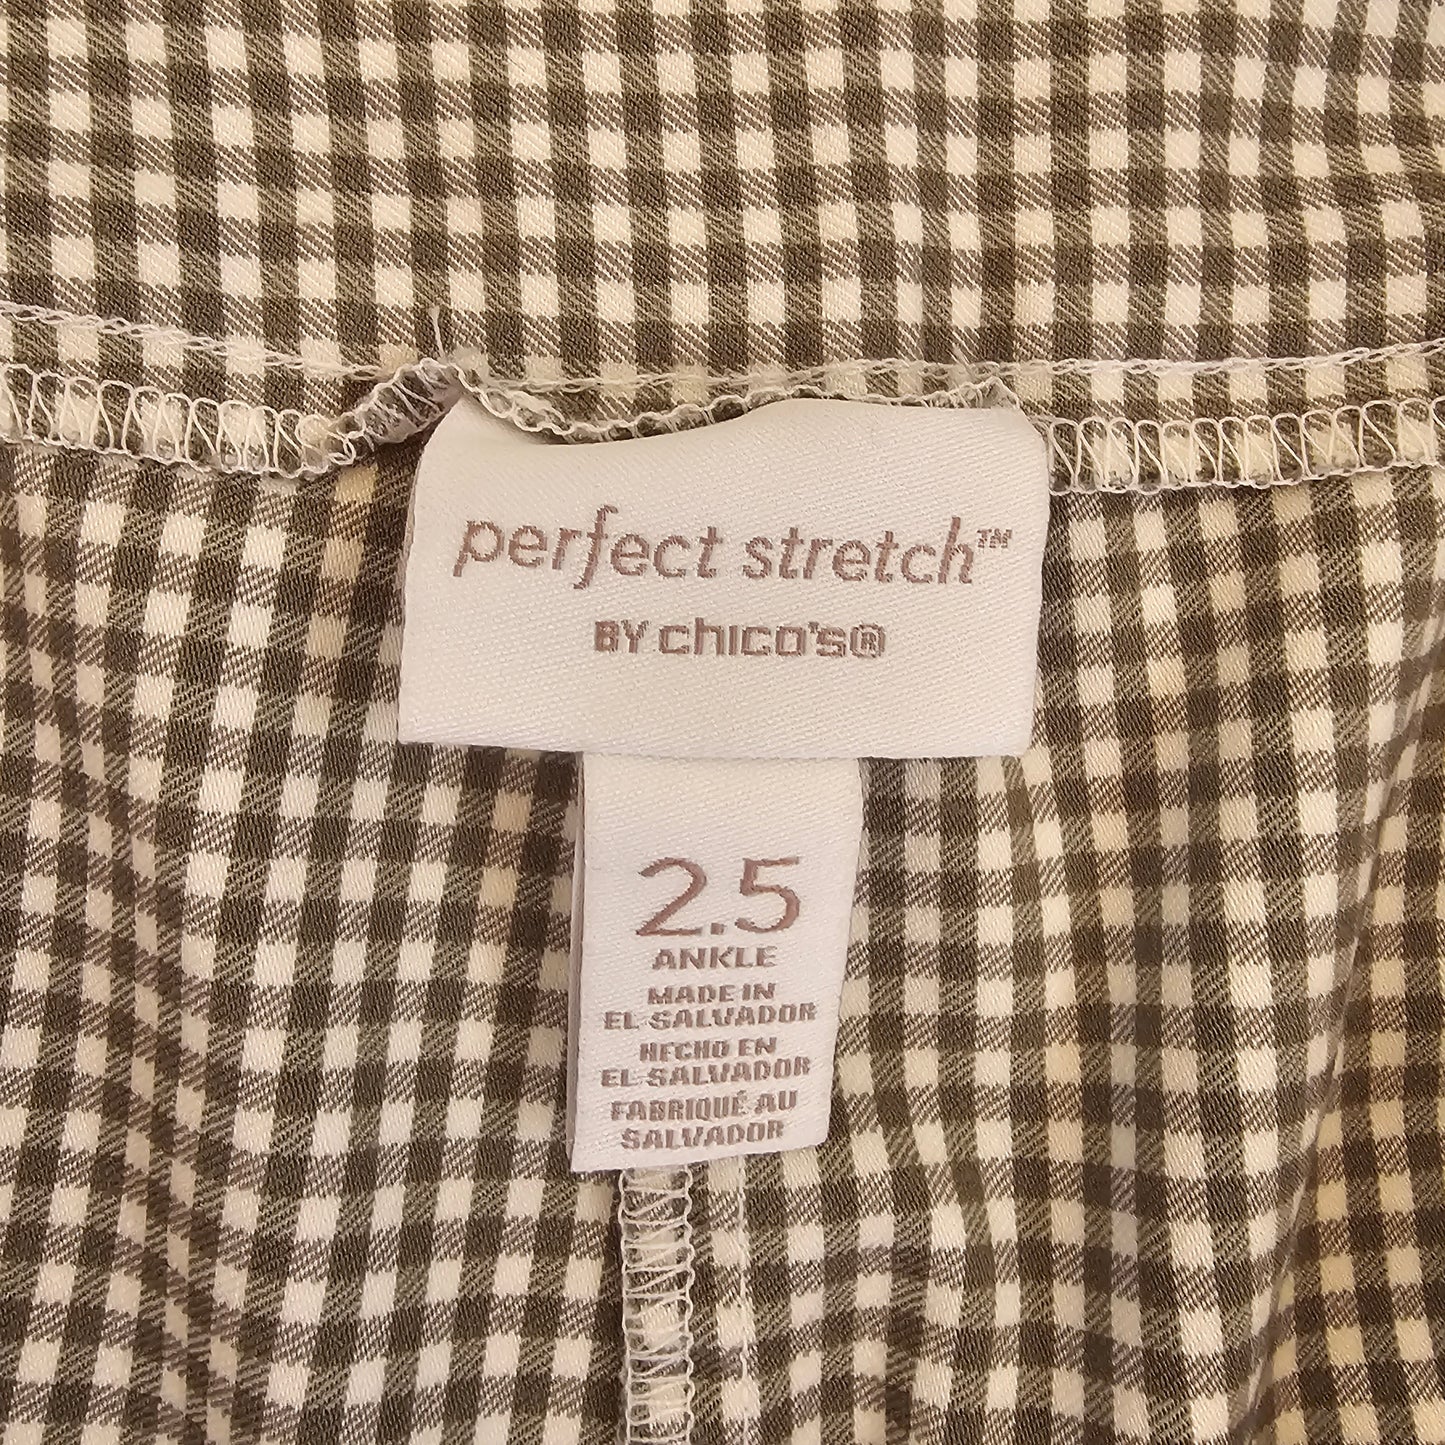 perfect stretch™
BY chico's®
2.5
ANKLE
MADE IN
EL SALVADOR
HECHO EN
EL SALVADOR
FABRIQUÉ AU
SALVADOR